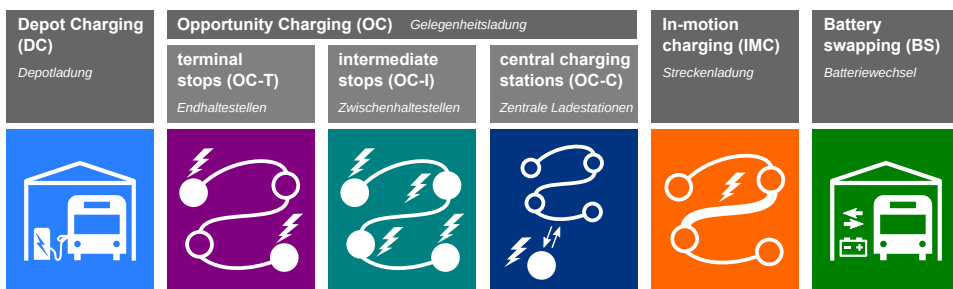 Depot Charging
(DC)
Depotladung
Opportunity Charging (OC) Gelegenheitsladung
terminal
stops (OC-T)
Endhaltestellen
intermediate
stops (OC-I)
Zwischenhaltestellen
central charging
stations (OC-C)
Zentrale Ladestationen
In-motion
charging (IMC)
Streckenladung
Battery
swapping (BS)
Batteriewechsel